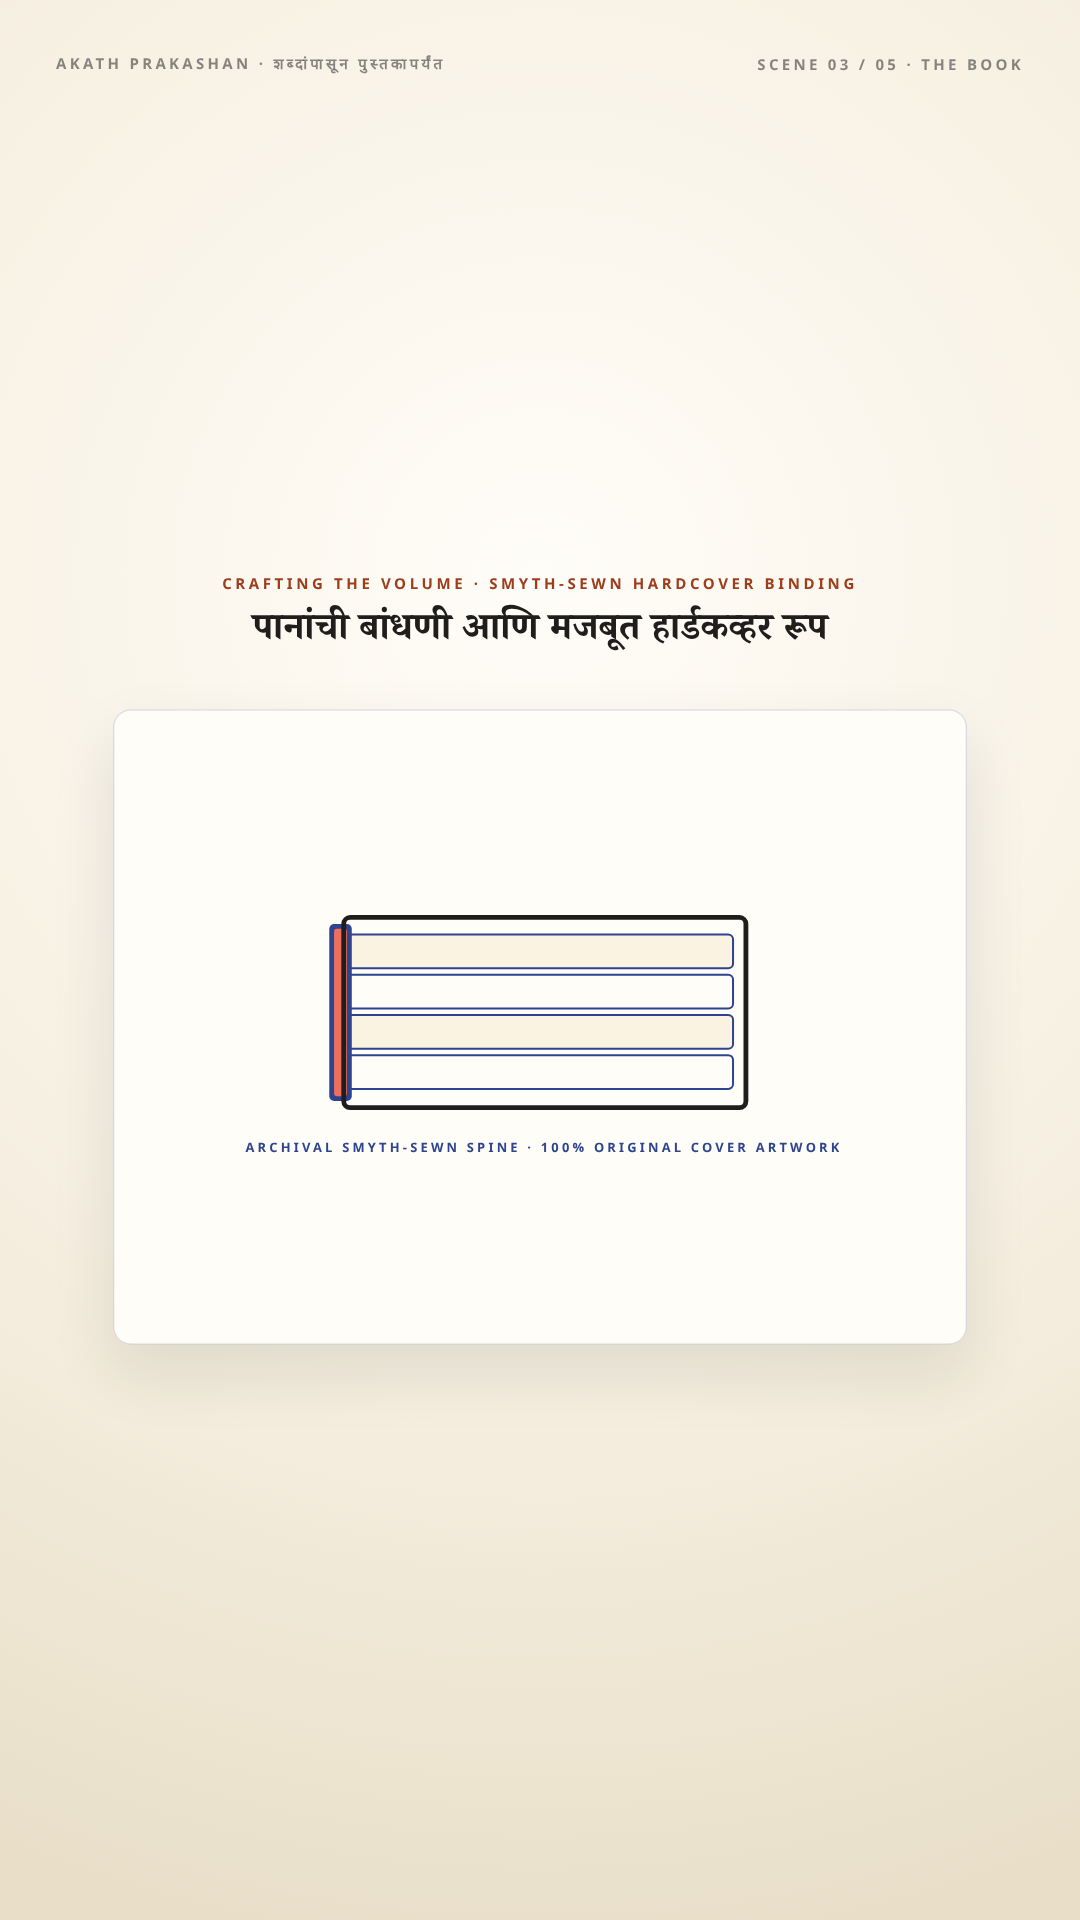 AKATH PRAKASHAN · शब्दांपासून पुस्तकापर्यंत
SCENE 03 / 05 · THE BOOK
CRAFTING THE VOLUME · SMYTH-SEWN HARDCOVER BINDING
पानांची बांधणी आणि मजबूत हार्डकव्हर रूप
ARCHIVAL SMYTH-SEWN SPINE · 100% ORIGINAL COVER ARTWORK